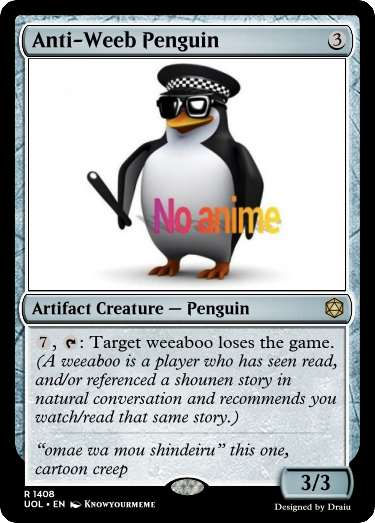 Anti-Weeb Penguin 3
No anime
Artifact Creature — Penguin
7, : Target weeaboo loses the game.
(A weeaboo is a player who has seen read,
and/or referenced a shounen story in
natural conversation and recommends you
watch/read that same story.)
"omae wa mou shindeiru" this one,
cartoon creep
3/3
R 1408
UOL • EN KNOWYOURMEME
Designed by Draiu